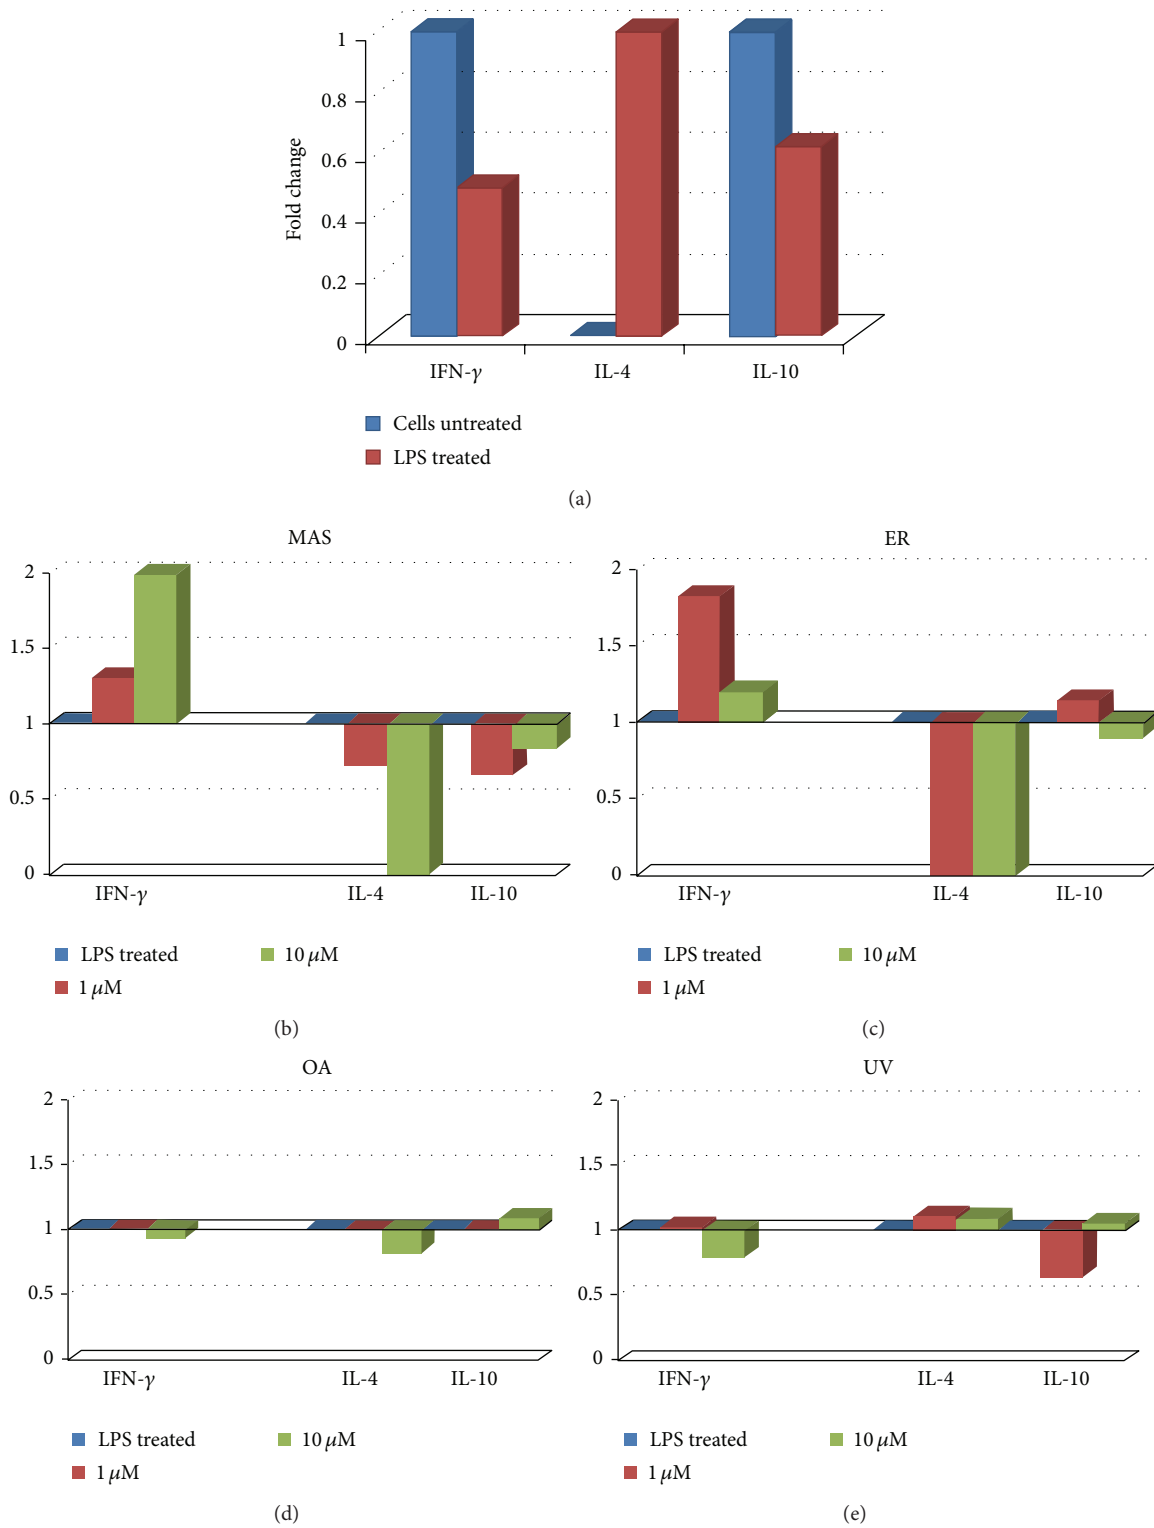 1
0.8
0.6
0.4
0.2
0
Fold change
IFN-γ IL-4 IL-10
Cells untreated
LPS treated
(a)
MAS
2
1.5
1
0.5
0
IFN-γ IL-4 IL-10
LPS treated 10 μM
1 μM
(b)
ER
2
1.5
1
0.5
0
IFN-γ IL-4 IL-10
LPS treated 10 μM
1 μM
(c)
OA
2
1.5
1
0.5
0
IFN-γ IL-4 IL-10
LPS treated 10 μM
1 μM
(d)
UV
2
1.5
1
0.5
0
IFN-γ IL-4 IL-10
LPS treated 10 μM
1 μM
(e)